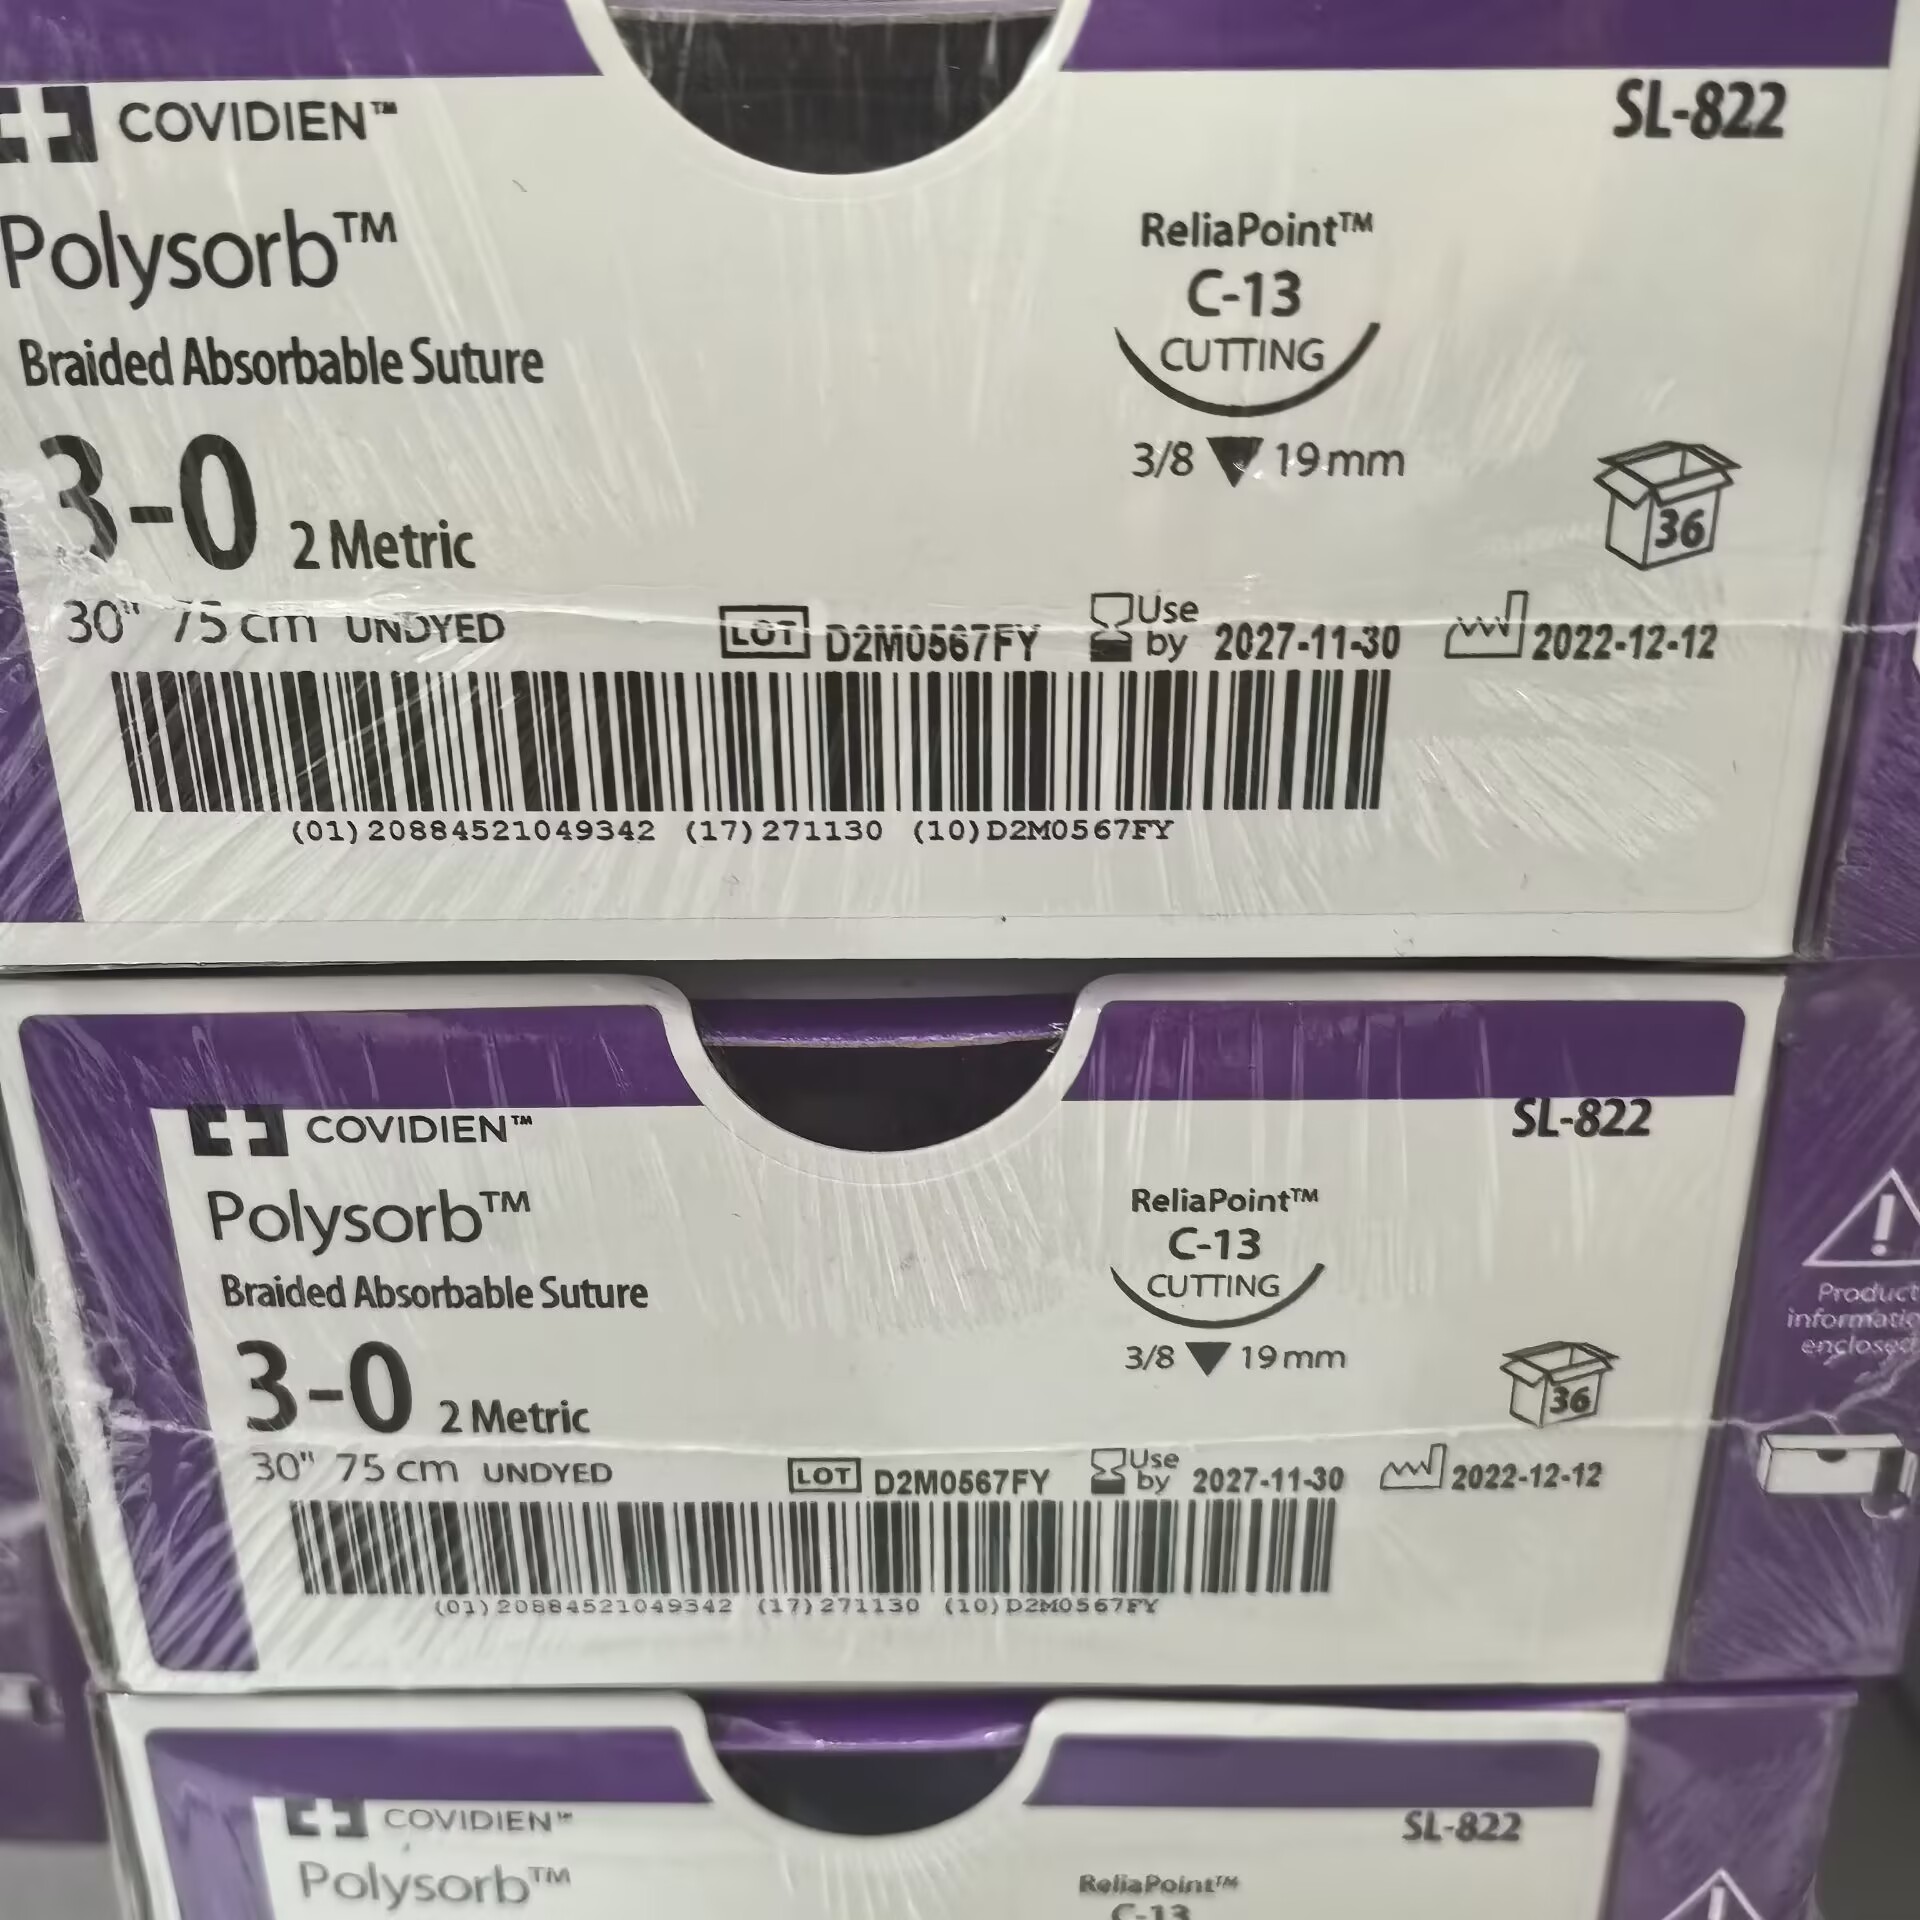 COVIDIEN™
SL-822
Polysorb™
ReliaPoint™
C-13
CUTTING
Braided Absorbable Suture
3/8 19 mm
3-0 2 Metric
36
30" 75 cm UNDYED
LOT D2M0567FY
Use by 2027-11-30
2022-12-12
(01)20884521049342 (17)271130 (10)D2M0567FY
COVIDIEN™
SL-822
Polysorb™
ReliaPoint™
C-13
CUTTING
Braided Absorbable Suture
3/8 19 mm
3-0 2 Metric
36
30" 75 cm UNDYED
LOT D2M0567FY
Use by 2027-11-30
2022-12-12
(01)20884521049342 (17)271130 (10)D2M0567FY
Product
enclosed
COVIDIEN™
SL-822
Polysorb™
ReliaPoint™
C-13